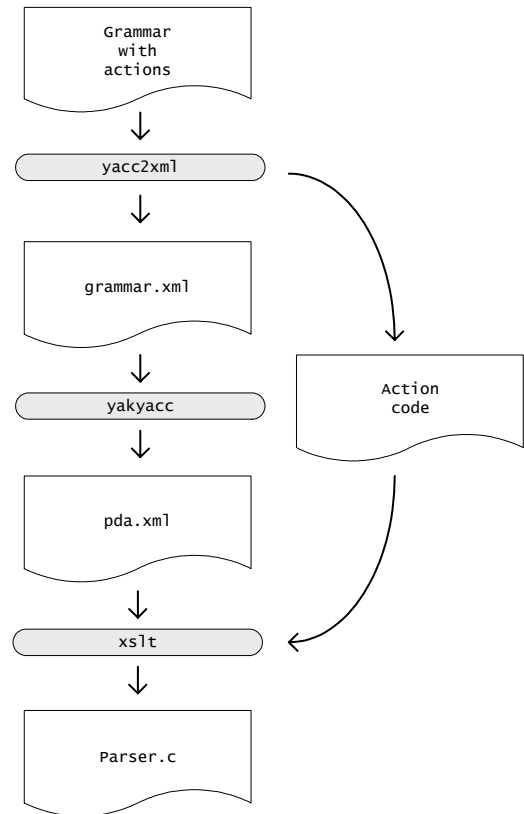 Grammar
with
actions
yacc2xml
grammar.xml
yakyacc
Action
code
pda.xml
xslt
Parser.c